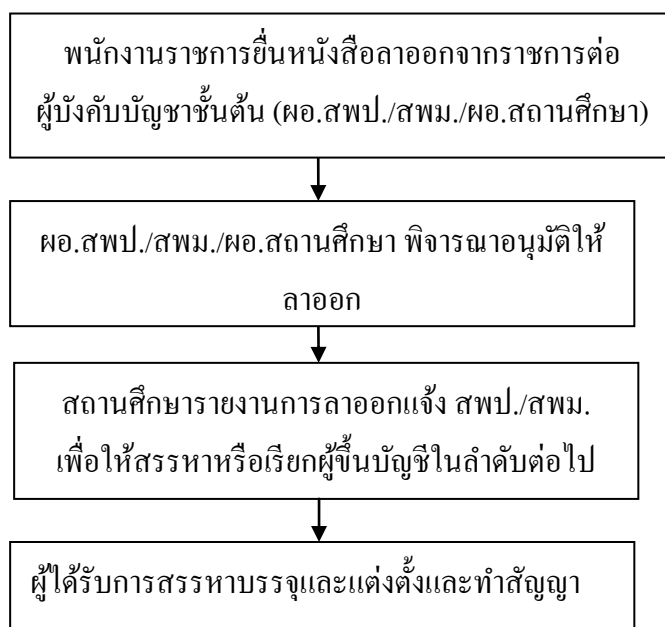 พนักงานราชการยื่นหนังสือลาออกจากราชการต่อ
ผู้บังคับบัญชาชั้นต้น (ผอ.สพป./สพม./ผอ.สถานศึกษา)
ผอ.สพป./สพม./ผอ.สถานศึกษา พิจารณาอนุมัติให้
ลาออก
สถานศึกษารายงานการลาออกแจ้ง สพป./สพม.
เพื่อให้สรรหาหรือเรียกผู้ขึ้นบัญชีในลำดับต่อไป
ผู้ได้รับการสรรหาบรรจุและแต่งตั้งและทำสัญญา